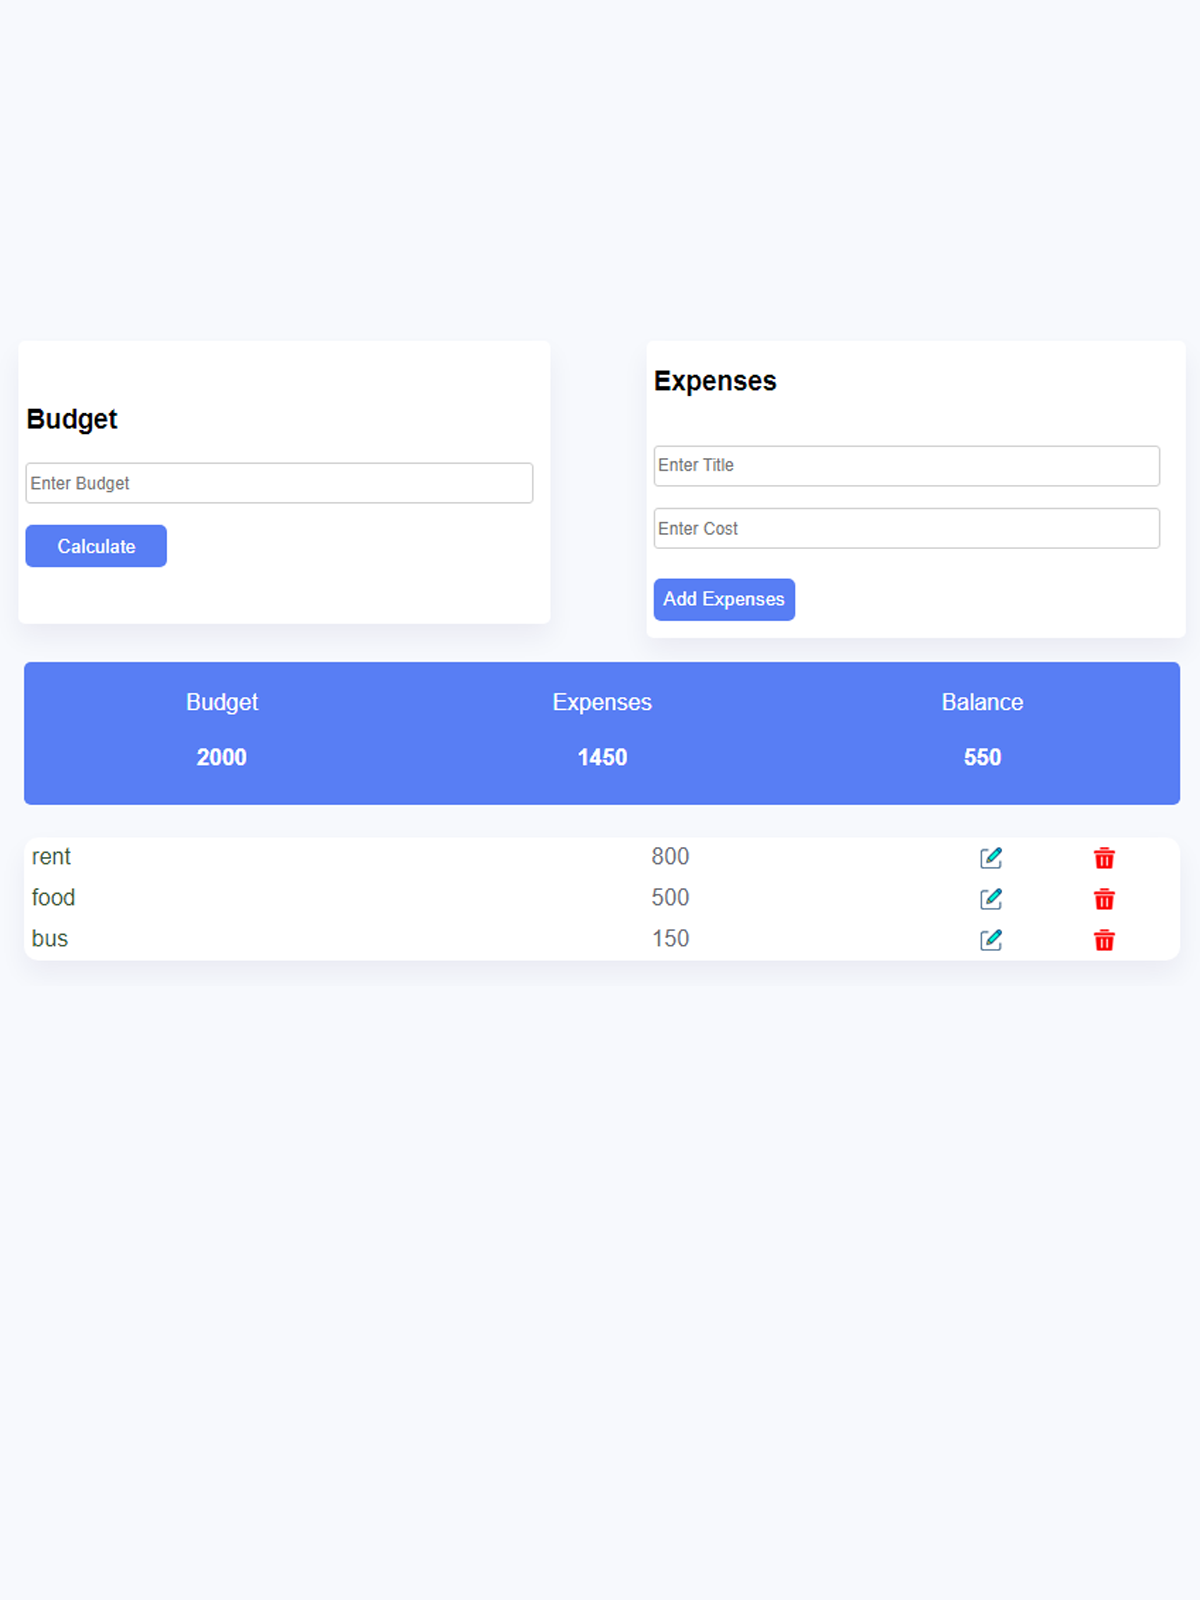 Budget
Enter Budget
Calculate
Expenses
Enter Title
Enter Cost
Add Expenses
Budget Expenses Balance
2000 1450 550
rent 800
food 500
bus 150